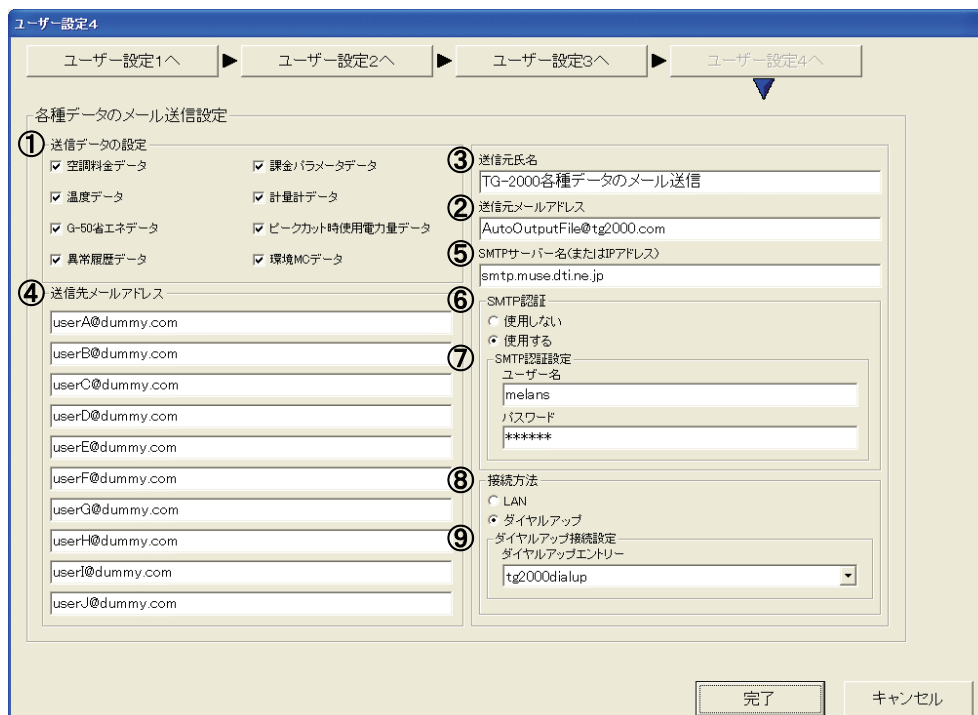 ユーザー設定4
ユーザー設定1へ ▶ ユーザー設定2へ ▶ ユーザー設定3へ ▶ ユーザー設定4へ
各種データのメール送信設定
① 送信データの設定
空調料金データ
課金パラメータデータ
温度データ
計量計データ
G-50省エネデータ
ピークカット時使用電力量データ
異常履歴データ
環境MCデータ
④ 送信先メールアドレス
userA@dummy.com
userB@dummy.com
userC@dummy.com
userD@dummy.com
userE@dummy.com
userF@dummy.com
userG@dummy.com
userH@dummy.com
userI@dummy.com
userJ@dummy.com
③ 送信元氏名
TG-2000各種データのメール送信
② 送信元メールアドレス
AutoOutputFile@tg2000.com
⑤ SMTPサーバー名(またはIPアドレス)
smtp.muse.dti.ne.jp
⑥ SMTP認証
使用しない
使用する
⑦ SMTP認証設定
ユーザー名
melans
パスワード
******
⑧ 接続方法
LAN
ダイヤルアップ
⑨ ダイヤルアップ接続設定
ダイヤルアップエントリー
tg2000dialup
完了
キャンセル